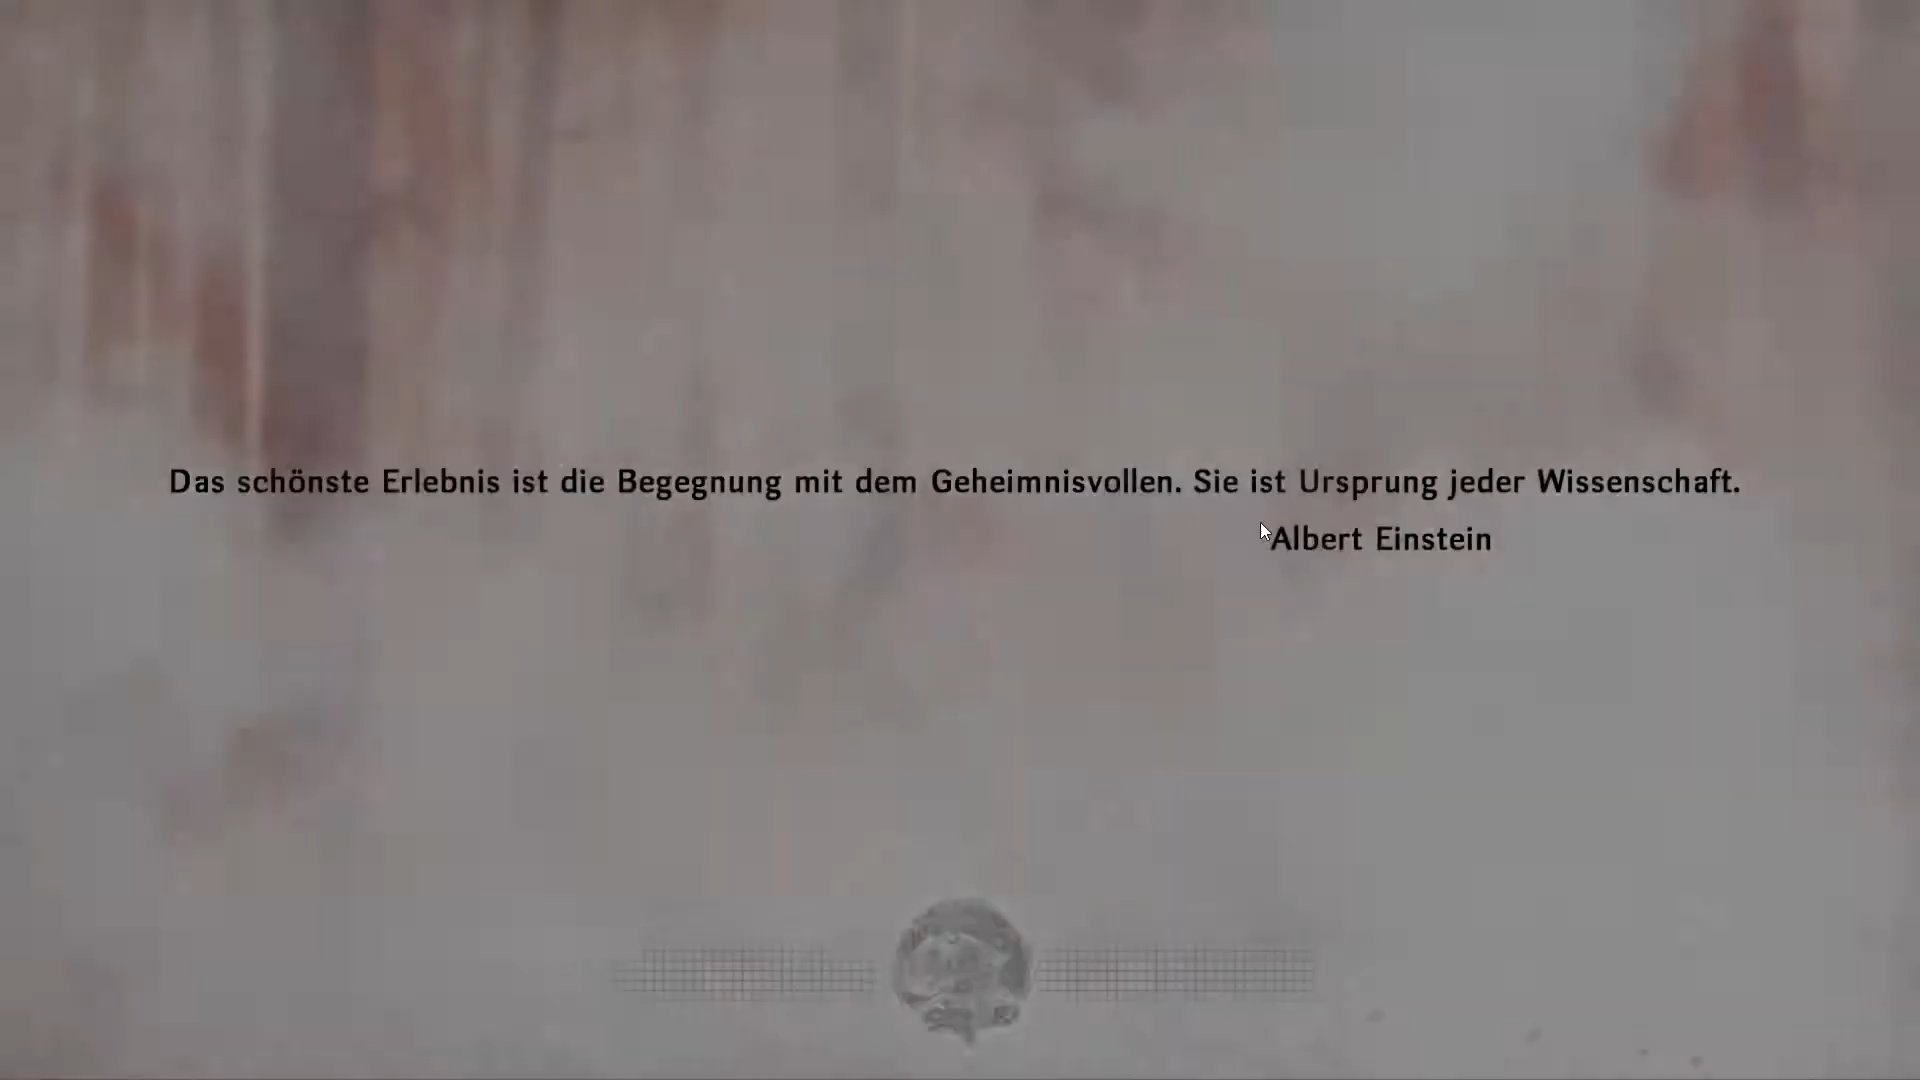 Das schönste Erlebnis ist die Begegnung mit dem Geheimnisvollen. Sie ist Ursprung jeder Wissenschaft.
Albert Einstein